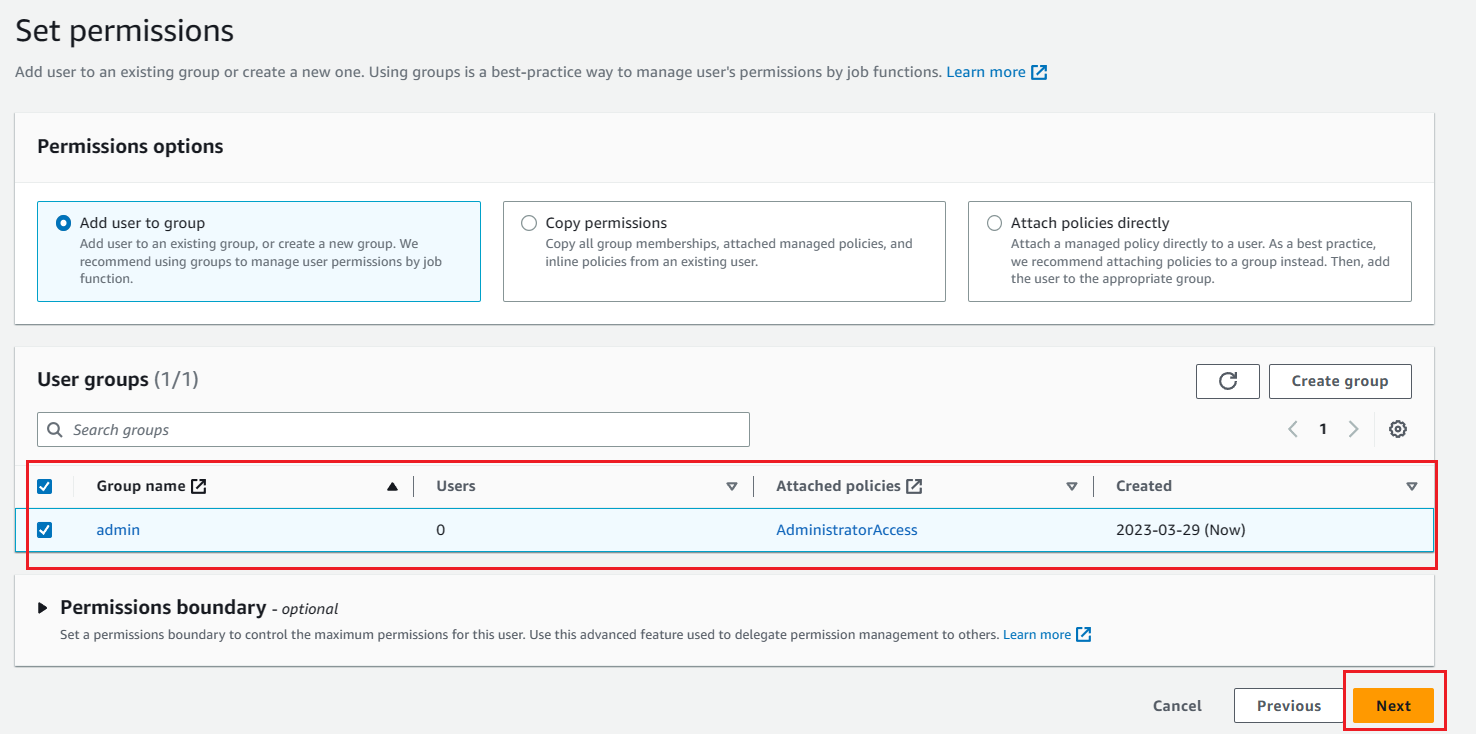 Set permissions
Add user to an existing group or create a new one. Using groups is a best-practice way to manage user's permissions by job functions. Learn more
Permissions options
Add user to group
Add user to an existing group, or create a new group. We
recommend using groups to manage user permissions by job
function.
Copy permissions
Copy all group memberships, attached managed policies, and
inline policies from an existing user.
Attach policies directly
Attach a managed policy directly to a user. As a best practice,
we recommend attaching policies to a group instead. Then, add
the user to the appropriate group.
User groups (1/1)
Create group
Search groups
1
Group name Users Attached policies Created
admin 0 AdministratorAccess 2023-03-29 (Now)
Permissions boundary - optional
Set a permissions boundary to control the maximum permissions for this user. Use this advanced feature used to delegate permission management to others. Learn more
Cancel Previous Next